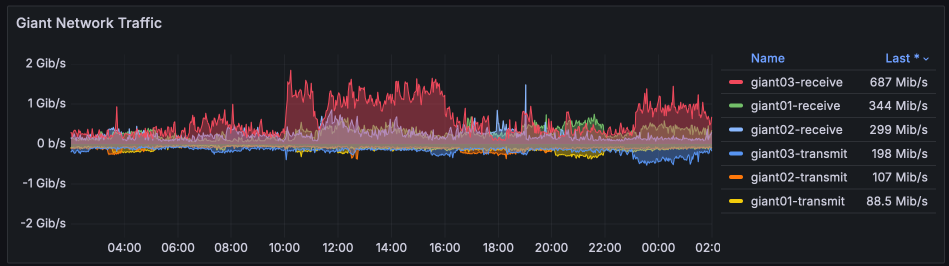 Giant Network Traffic
2 Gib/s
1 Gib/s
0 b/s
-1 Gib/s
-2 Gib/s
04:00 06:00 08:00 10:00 12:00 14:00 16:00 18:00 20:00 22:00 00:00 02:0
Name Last *
giant03-receive 687 Mib/s
giant01-receive 344 Mib/s
giant02-receive 299 Mib/s
giant03-transmit 198 Mib/s
giant02-transmit 107 Mib/s
giant01-transmit 88.5 Mib/s